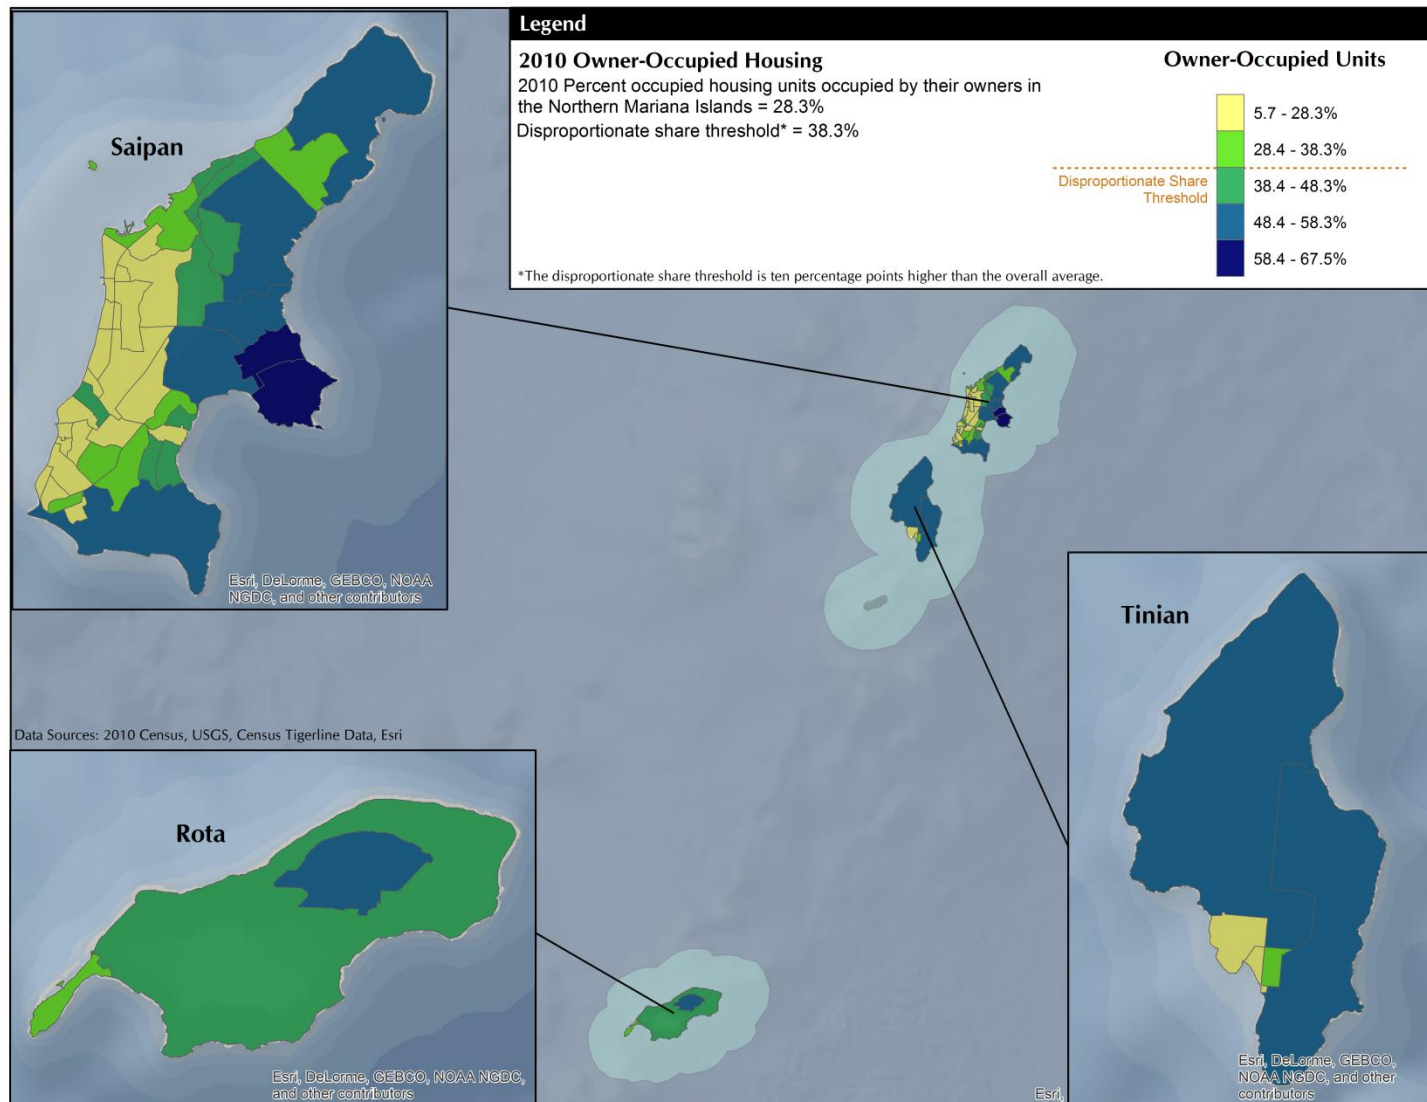 Legend
2010 Owner-Occupied Housing
2010 Percent occupied housing units occupied by their owners in
the Northern Mariana Islands = 28.3%
Disproportionate share threshold* = 38.3%
*The disproportionate share threshold is ten percentage points higher than the overall average.
Owner-Occupied Units
5.7 - 28.3%
28.4 - 38.3%
Disproportionate Share
Threshold
38.4 - 48.3%
48.4 - 58.3%
58.4 - 67.5%
Saipan
Esri, DeLorme, GEBCO, NOAA
NGDC, and other contributors
Tinian
Esri, DeLorme, GEBCO,
NOAA NGDC, and other
contributors
Data Sources: 2010 Census, USGS, Census Tigerline Data, Esri
Rota
Esri, DeLorme, GEBCO, NOAA NGDC,
and other contributors
Esri,